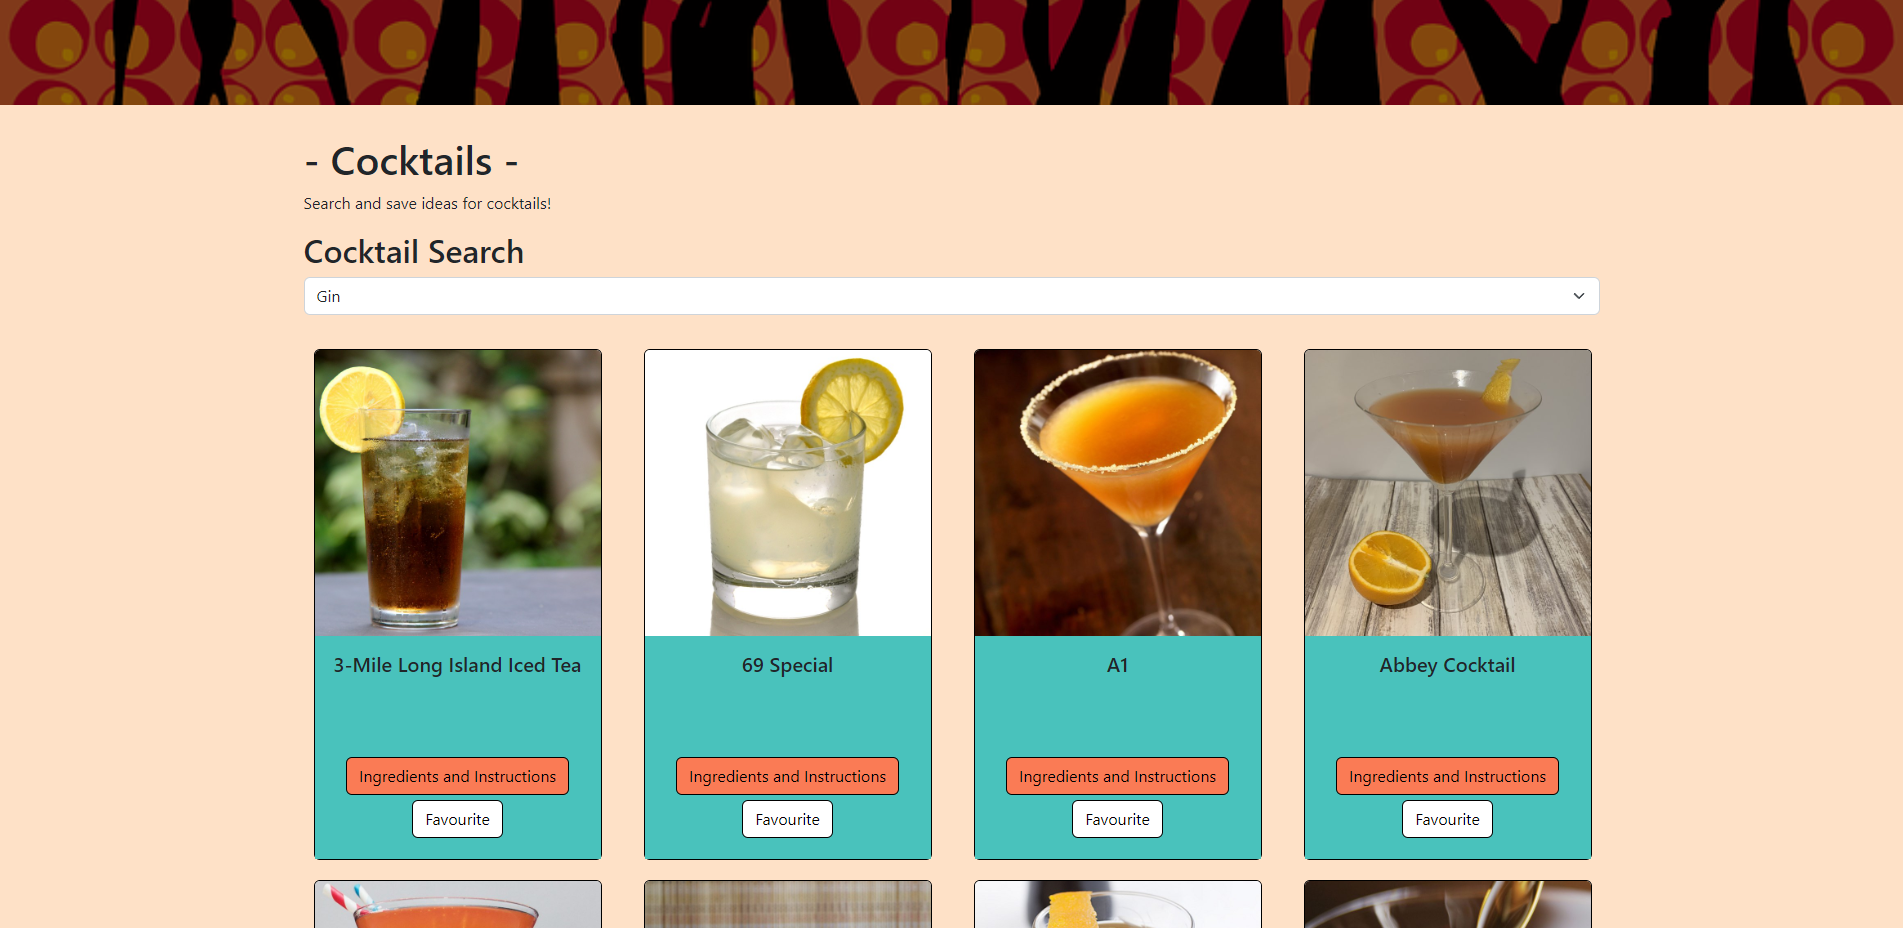 - Cocktails -
Search and save ideas for cocktails!
Cocktail Search
Gin
3-Mile Long Island Iced Tea
69 Special
A1
Abbey Cocktail
Ingredients and Instructions
Ingredients and Instructions
Ingredients and Instructions
Ingredients and Instructions
Favourite
Favourite
Favourite
Favourite